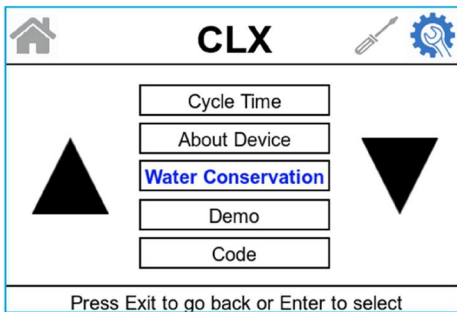 CLX
Cycle Time
About Device
Water Conservation
Demo
Code
Press Exit to go back or Enter to select